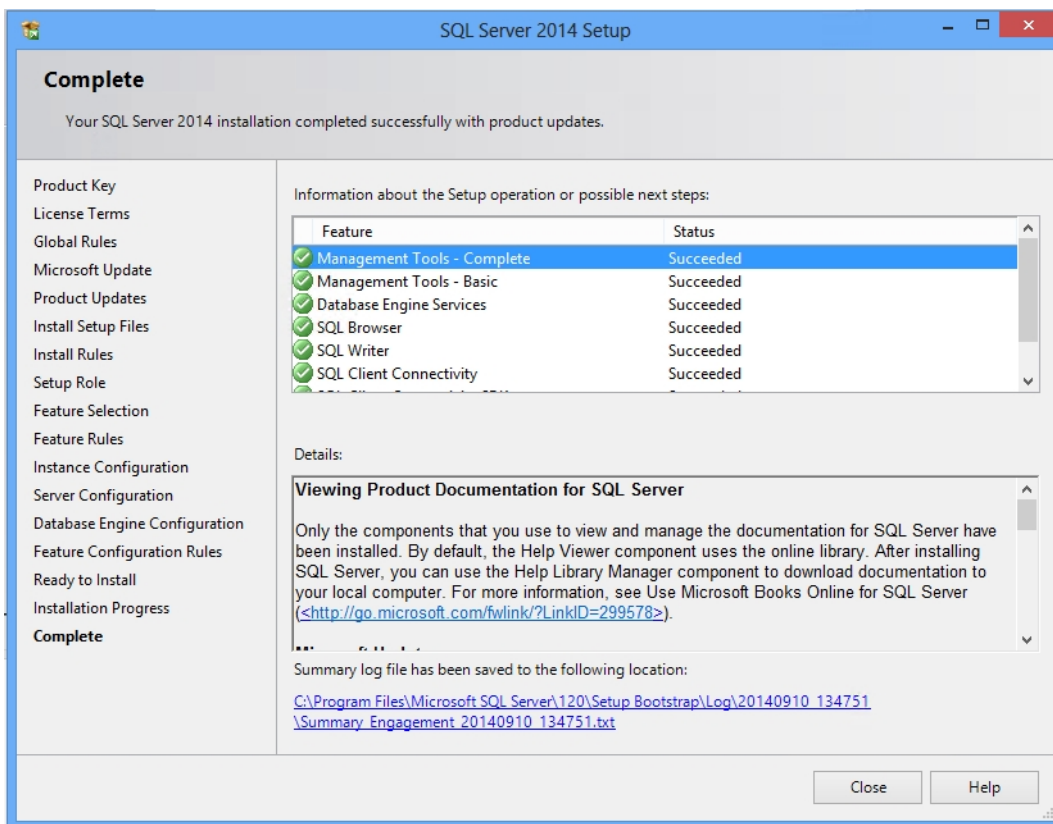 SQL Server 2014 Setup
Complete
Your SQL Server 2014 installation completed successfully with product updates.
Product Key
License Terms
Global Rules
Microsoft Update
Product Updates
Install Setup Files
Install Rules
Setup Role
Feature Selection
Feature Rules
Instance Configuration
Server Configuration
Database Engine Configuration
Feature Configuration Rules
Ready to Install
Installation Progress
Complete
Information about the Setup operation or possible next steps:
Feature Status
Management Tools - Complete Succeeded
Management Tools - Basic Succeeded
Database Engine Services Succeeded
SQL Browser Succeeded
SQL Writer Succeeded
SQL Client Connectivity Succeeded
Details:
Viewing Product Documentation for SQL Server
Only the components that you use to view and manage the documentation for SQL Server have
been installed. By default, the Help Viewer component uses the online library. After installing
SQL Server, you can use the Help Library Manager component to download documentation to
your local computer. For more information, see Use Microsoft Books Online for SQL Server
(<http://go.microsoft.com/fwlink/?LinkID=299578>).
Summary log file has been saved to the following location:
C:\Program Files\Microsoft SQL Server\120\Setup Bootstrap\Log\20140910_134751
\Summary_Engagement_20140910_134751.txt
Close Help